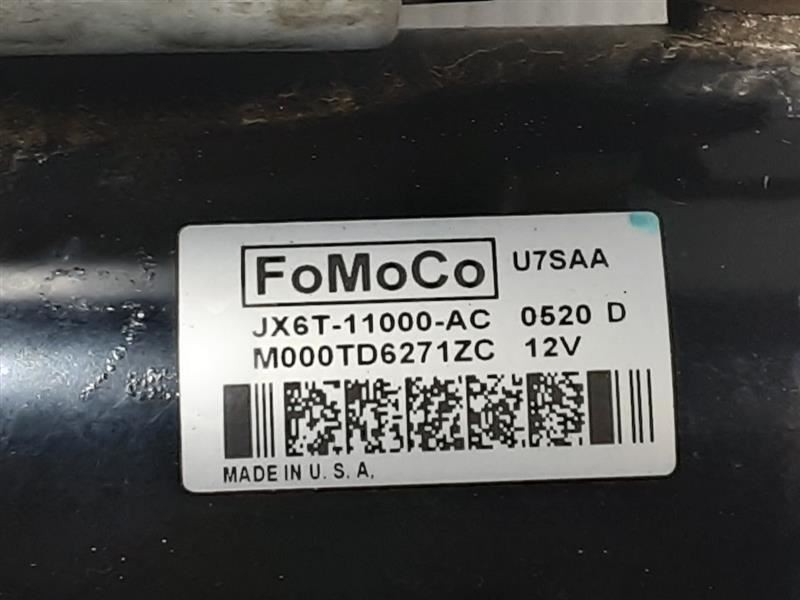 FoMoCo U7SAA
JX6T-11000-AC 0520 D
M000TD6271ZC 12V
MADE IN U. S. A,